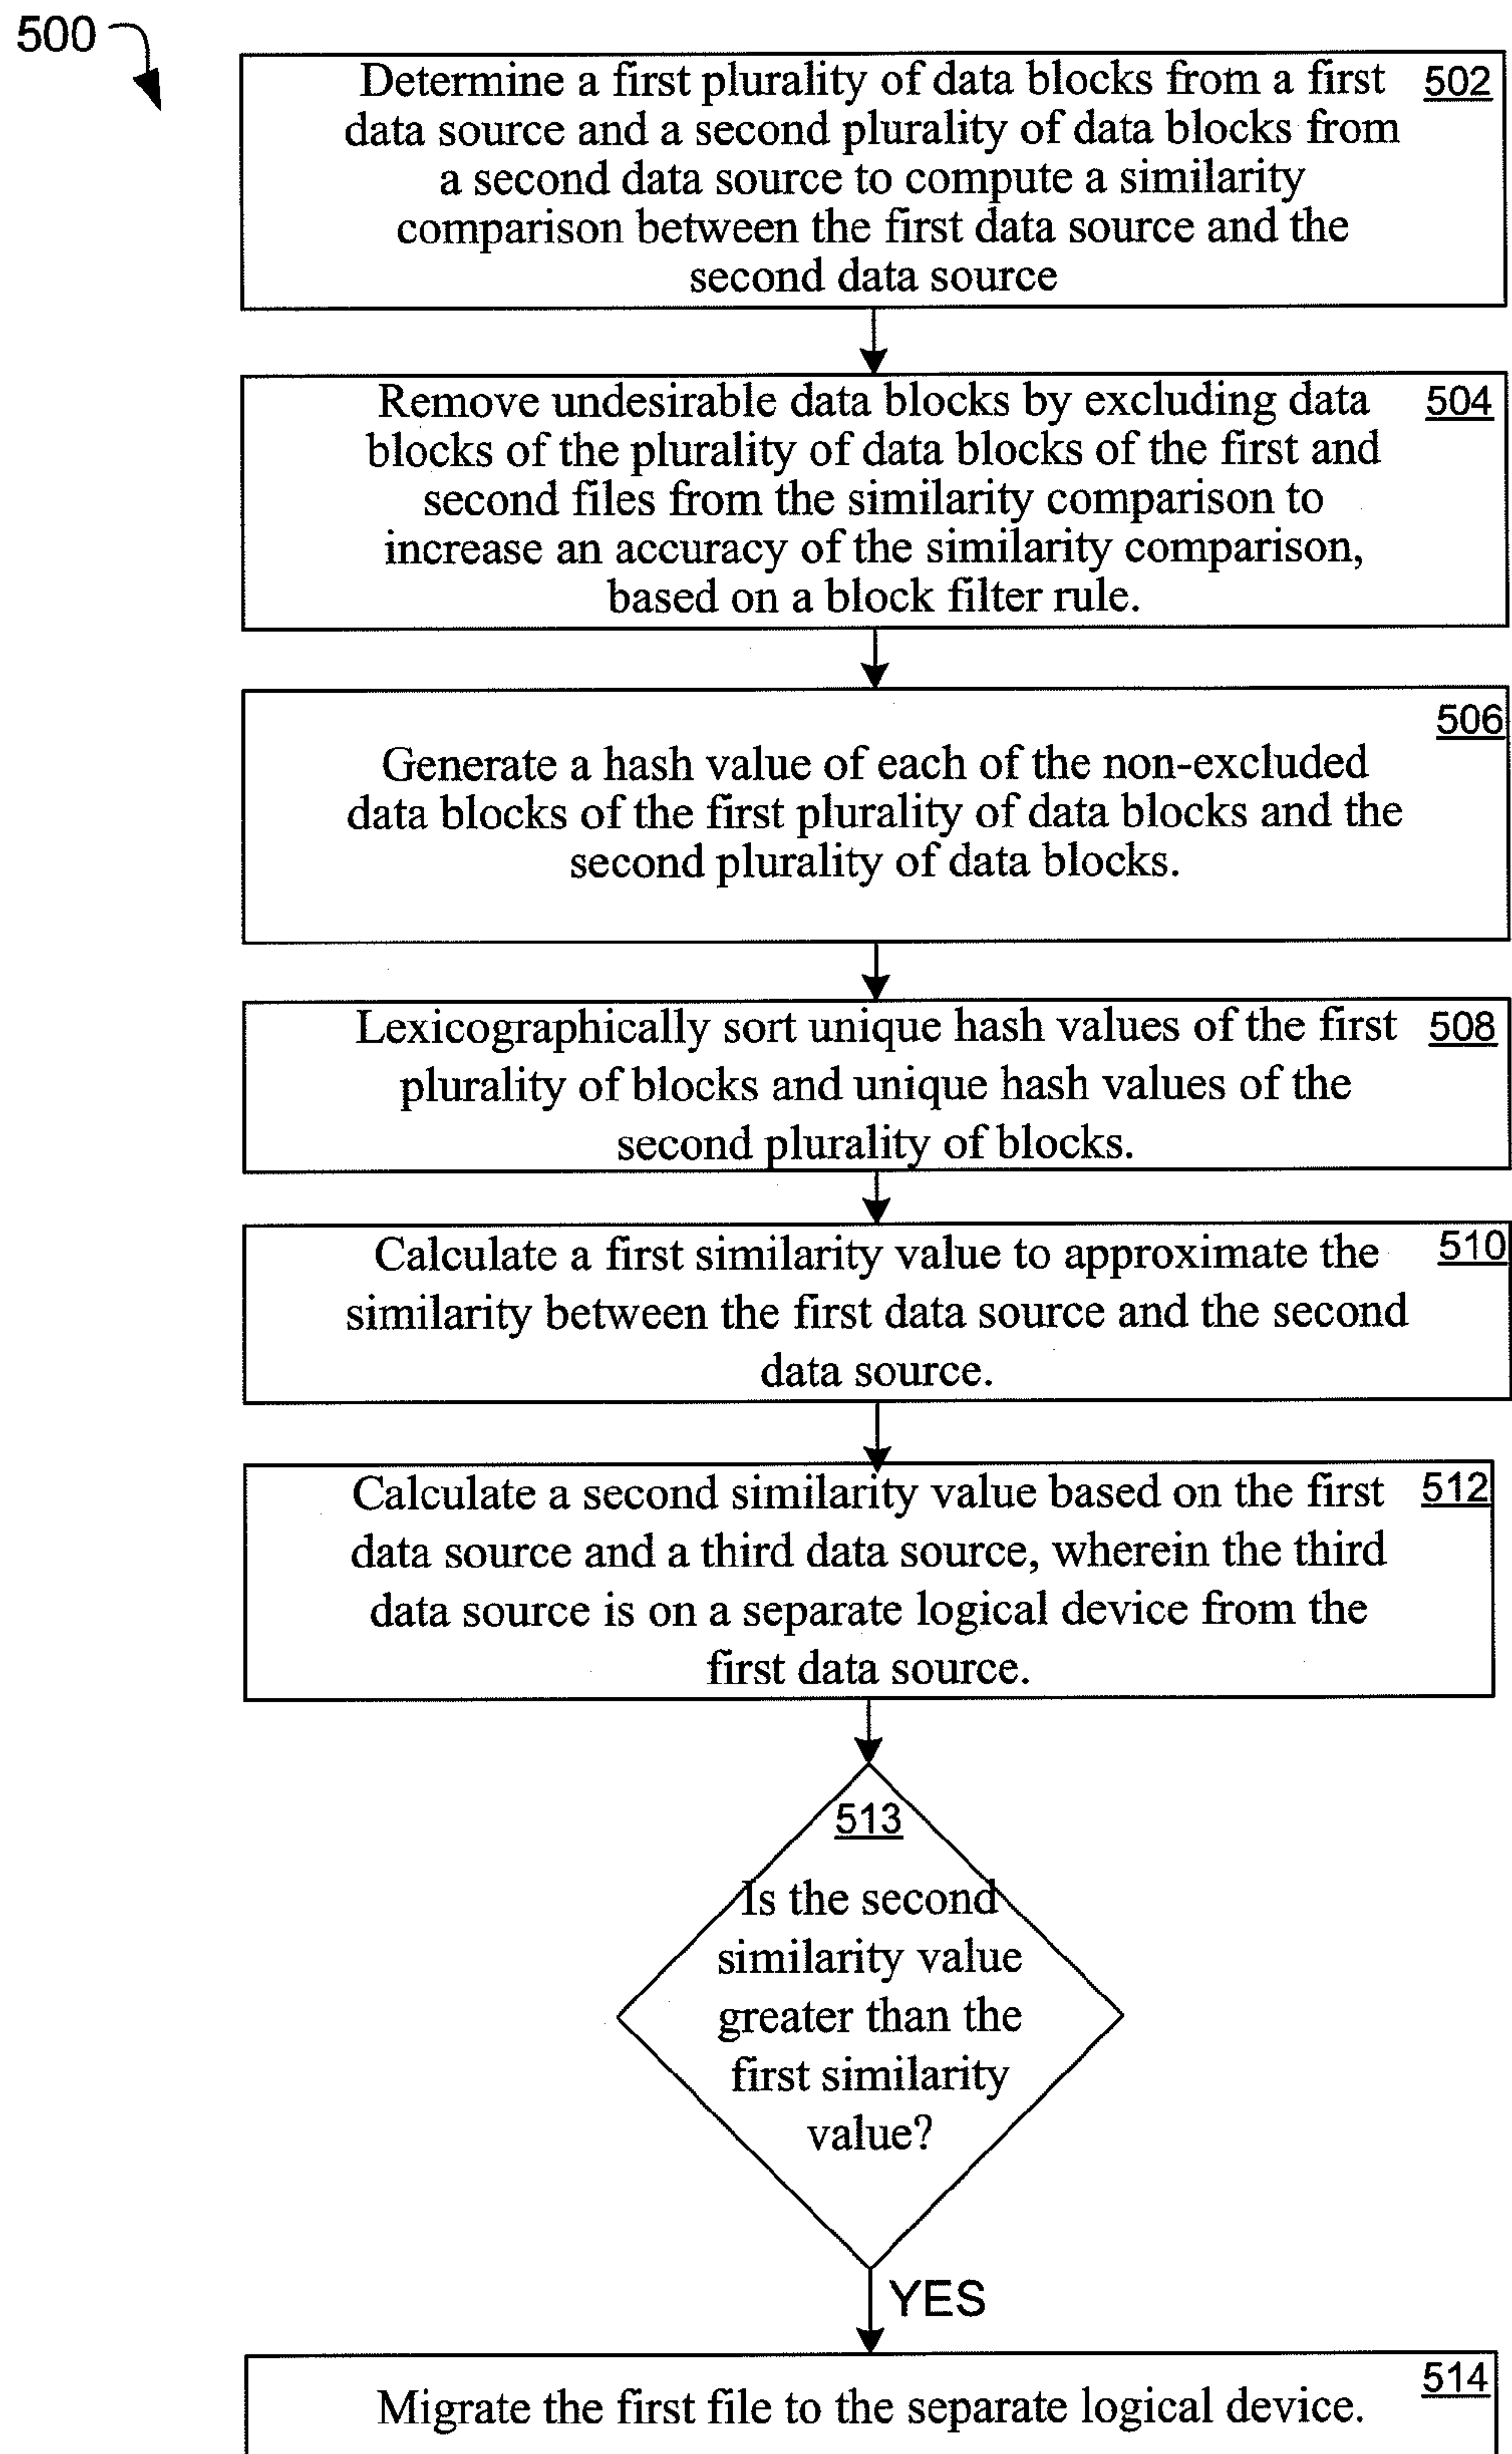 500
Determine a first plurality of data blocks from a first 502
data source and a second plurality of data blocks from
a second data source to compute a similarity
comparison between the first data source and the
second data source
Remove undesirable data blocks by excluding data 504
blocks of the plurality of data blocks of the first and
second files from the similarity comparison to
increase an accuracy of the similarity comparison,
based on a block filter rule.
506
Generate a hash value of each of the non-excluded
data blocks of the first plurality of data blocks and the
second plurality of data blocks.
Lexicographically sort unique hash values of the first 508
plurality of blocks and unique hash values of the
second plurality of blocks.
Calculate a first similarity value to approximate the 510
similarity between the first data source and the second
data source.
Calculate a second similarity value based on the first 512
data source and a third data source, wherein the third
data source is on a separate logical device from the
first data source.
513
Is the second
similarity value
greater than the
first similarity
value?
YES
514
Migrate the first file to the separate logical device.